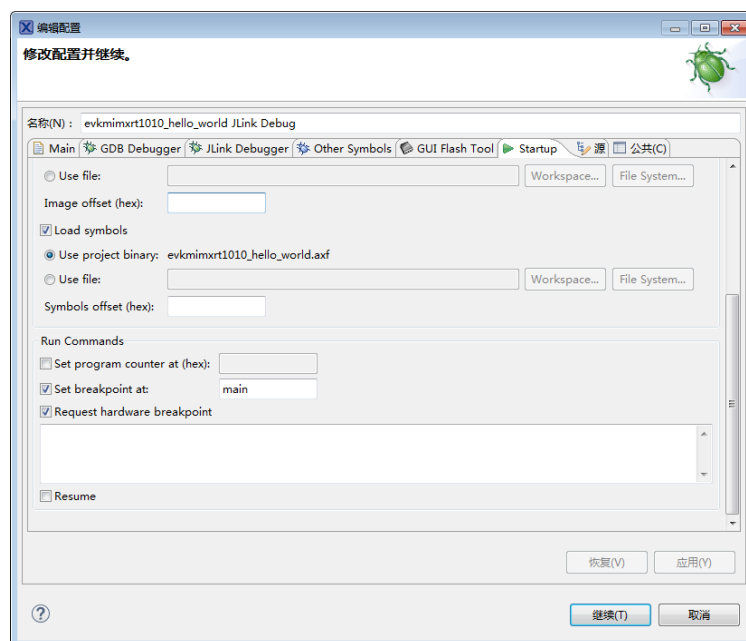 编辑配置
修改配置并继续。
名称(N)： evkmimxrt1010_hello_world JLink Debug
Main GDB Debugger JLink Debugger Other Symbols GUI Flash Tool Startup 源 公共(C)
Use file: Workspace... File System...
Image offset (hex):
Load symbols
Use project binary: evkmimxrt1010_hello_world.axf
Use file: Workspace... File System...
Symbols offset (hex):
Run Commands
Set program counter at (hex):
Set breakpoint at: main
Request hardware breakpoint
Resume
恢复(V) 应用(Y)
继续(T) 取消